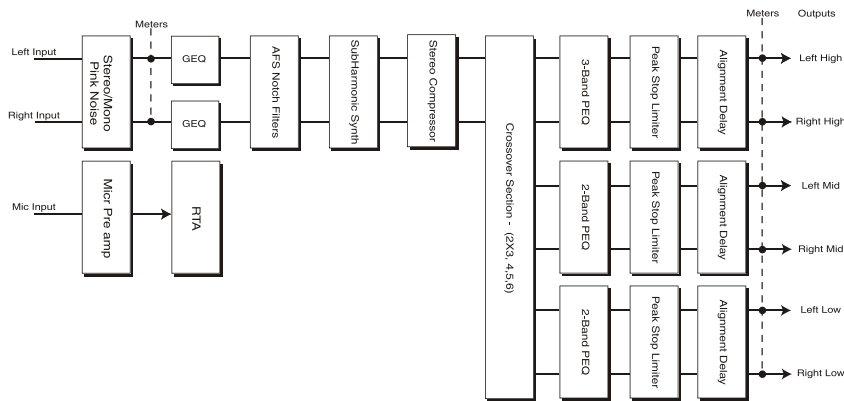 Meters
Meters
Outputs
Left Input
Stereo/Mono
Pink Noise
GEQ
AFS Notch Filters
SubHarmonic Synth
Stereo Compressor
Crossover Section - (2X3, 4,5,6)
3-Band PEQ
Peak Stop Limiter
Alignment Delay
Left High
Right Input
GEQ
Right High
Mic Input
Micr Pre amp
RTA
2-Band PEQ
Peak Stop Limiter
Alignment Delay
Left Mid
Right Mid
2-Band PEQ
Peak Stop Limiter
Alignment Delay
Left Low
Right Low